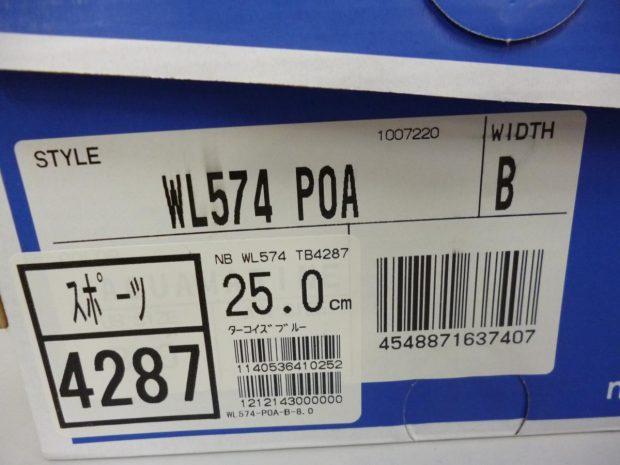 STYLE
1007220
WIDTH
WL574 POA
B
スポーツ
4287
NB WL574 TB4287
25.0cm
ターコイズブルー
1140536410252
1212143000000
WL574-POA-B-8.0
4548871637407